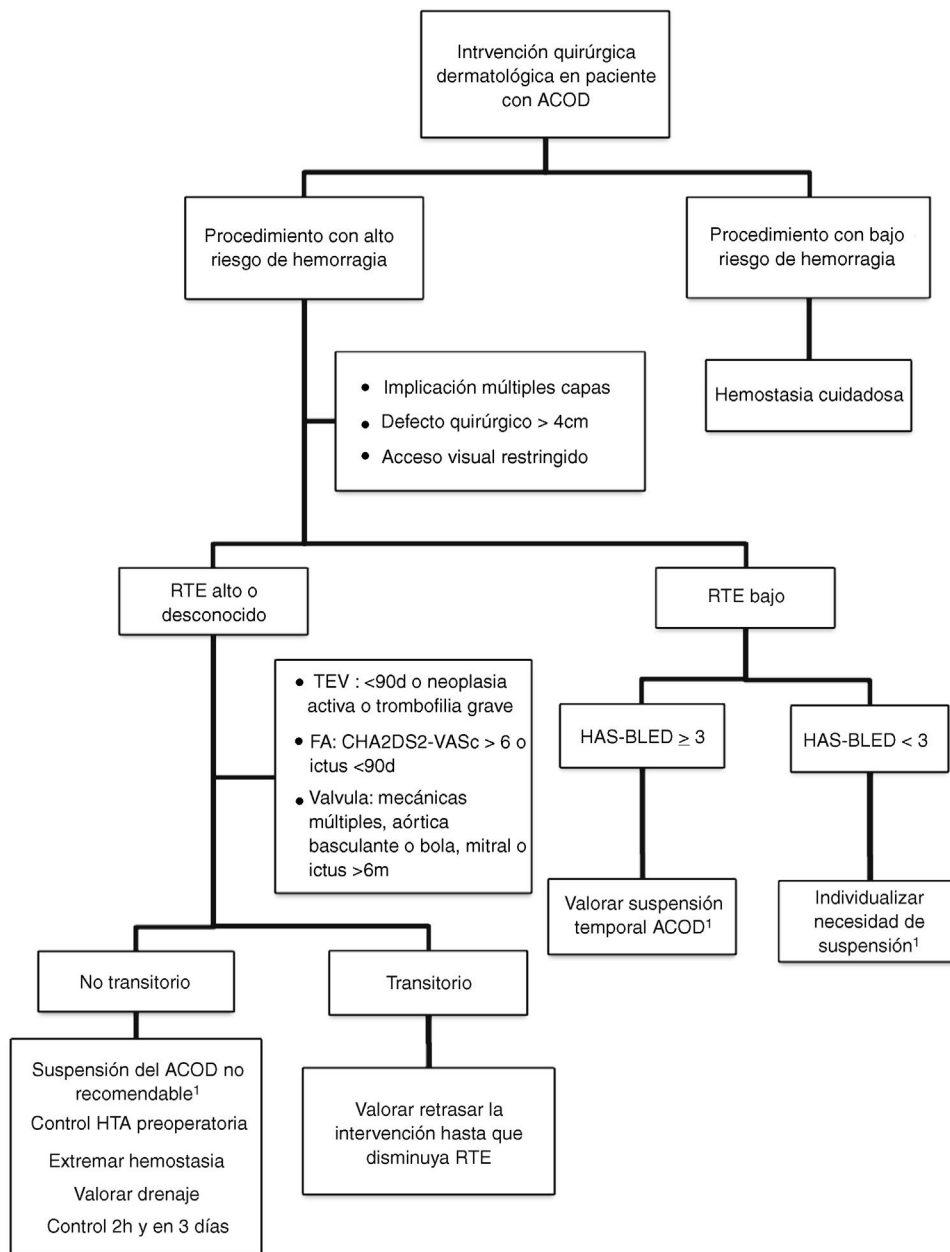 Intrvención quirúrgica
dermatológica en paciente
con ACOD
Procedimiento con alto
riesgo de hemorragia
Procedimiento con bajo
riesgo de hemorragia
• Implicación múltiples capas
• Defecto quirúrgico > 4cm
• Acceso visual restringido
Hemostasia cuidadosa
RTE alto o
desconocido
RTE bajo
• TEV : <90d o neoplasia
activa o trombofilia grave
• FA: CHA2DS2-VASc > 6 o
ictus <90d
• Valvula: mecánicas
múltiples, aórtica
basculante o bola, mitral o
ictus >6m
HAS-BLED ≥ 3
HAS-BLED < 3
Valorar suspensión
temporal ACOD¹
Individualizar
necesidad de
suspensión¹
No transitorio
Transitorio
Suspensión del ACOD no
recomendable¹
Control HTA preoperatoria
Extremar hemostasia
Valorar drenaje
Control 2h y en 3 días
Valorar retrasar la
intervención hasta que
disminuya RTE